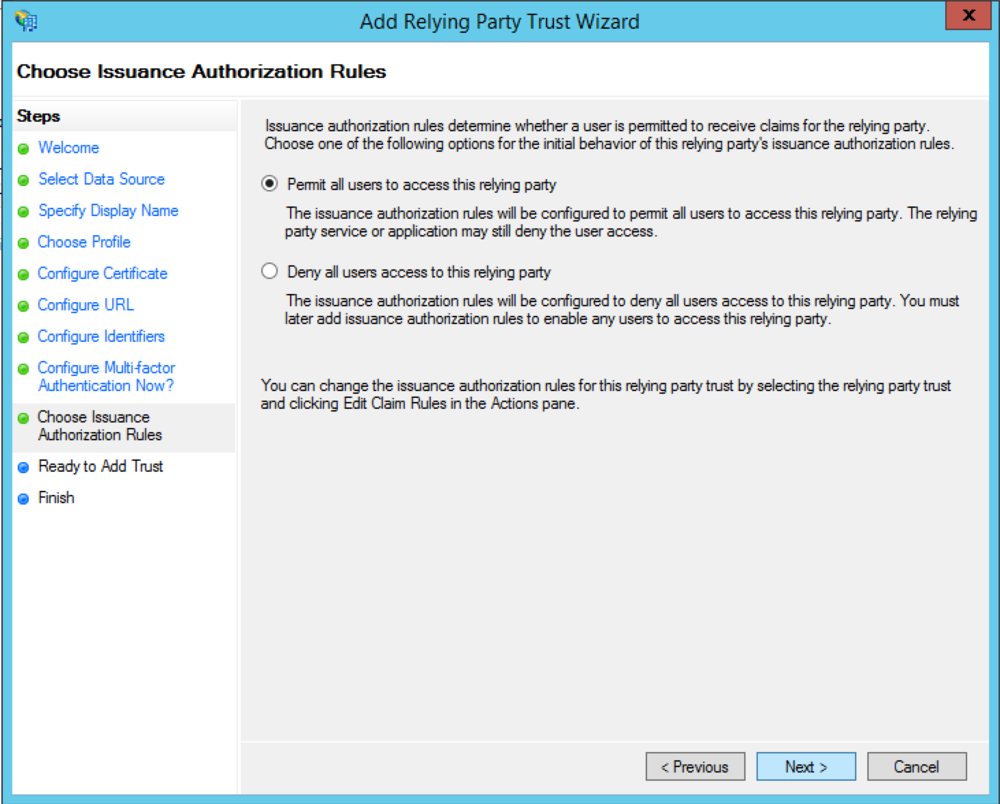 Add Relying Party Trust Wizard
X
Choose Issuance Authorization Rules
Steps
Welcome
Select Data Source
Specify Display Name
Choose Profile
Configure Certificate
Configure URL
Configure Identifiers
Configure Multi-factor
Authentication Now?
Choose Issuance
Authorization Rules
Ready to Add Trust
Finish
Issuance authorization rules determine whether a user is permitted to receive claims for the relying party.
Choose one of the following options for the initial behavior of this relying party's issuance authorization rules.
Permit all users to access this relying party
The issuance authorization rules will be configured to permit all users to access this relying party. The relying
party service or application may still deny the user access.
Deny all users access to this relying party
The issuance authorization rules will be configured to deny all users access to this relying party. You must
later add issuance authorization rules to enable any users to access this relying party.
You can change the issuance authorization rules for this relying party trust by selecting the relying party trust
and clicking Edit Claim Rules in the Actions pane.
< Previous
Next >
Cancel